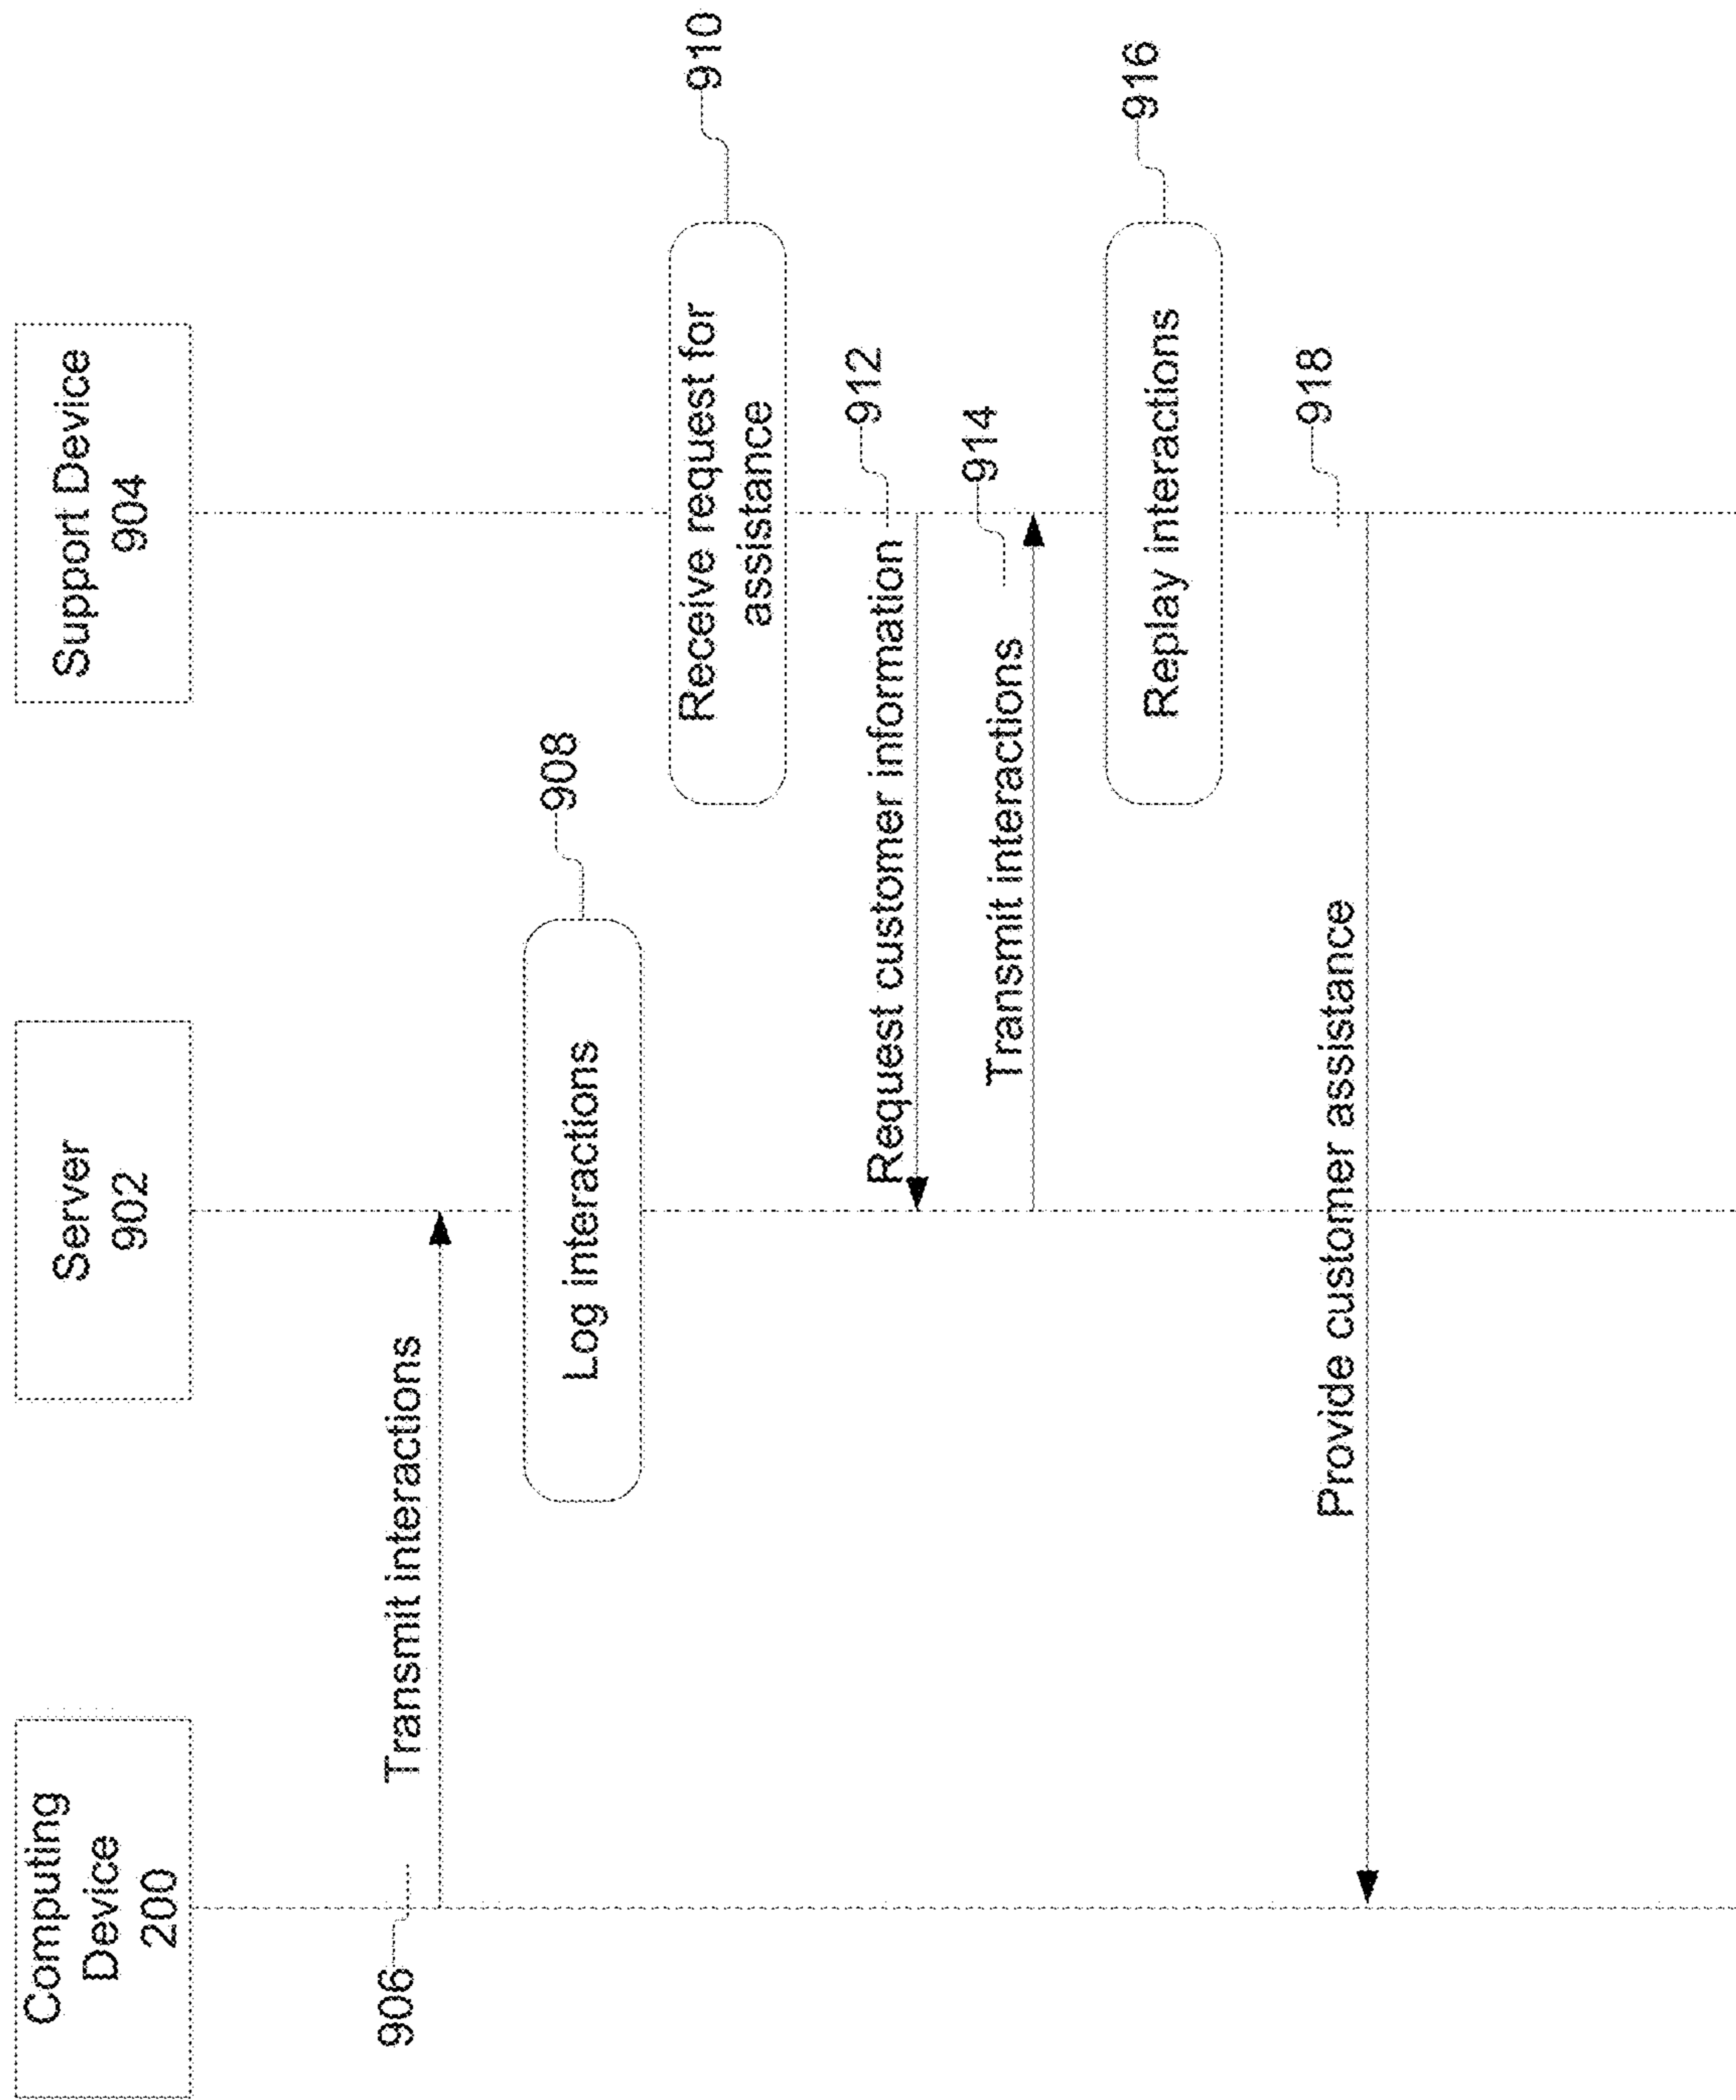 Computing
Device
200
Server
902
Support Device
904
906
Transmit interactions
Log interactions
908
Receive request for
assistance
910
912
Request customer information
914
Transmit interactions
Replay interactions
916
918
Provide customer assistance